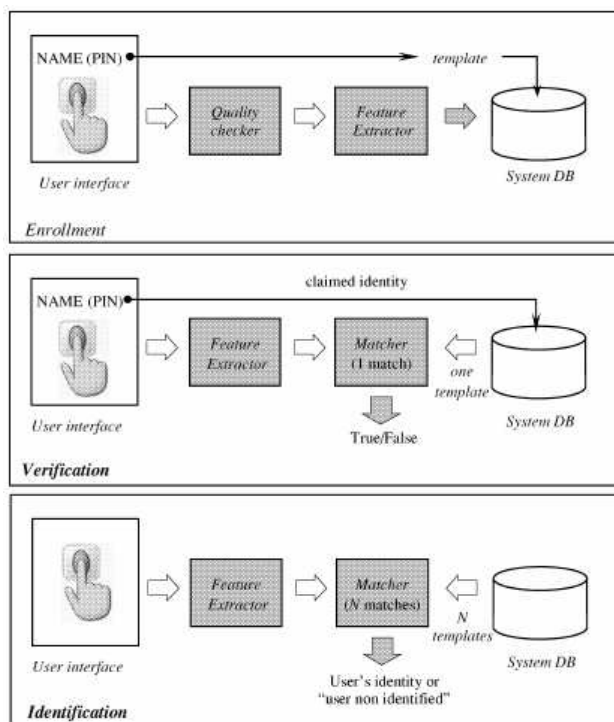 NAME (PIN)
template
Quality
checker
Feature
Extractor
User interface
System DB
Enrollment
claimed identity
NAME (PIN)
Feature
Extractor
Matcher
(1 match)
one
template
User interface
True/False
System DB
Verification
Feature
Extractor
Matcher
(N matches)
N
templates
User interface
System DB
User's identity or
"user non identified"
Identification